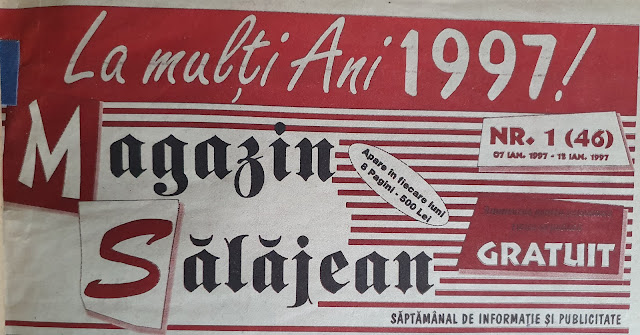 La mulți Ani 1997!
Magazin
Sălăjean
Apare în fiecare luni
8 Pagini - 500 Lei
NR. 1 (46)
07 IAN. 1997 - 12 IAN. 1997
GRATUIT
SĂPTĂMÂNAL DE INFORMAȚIE ȘI PUBLICITATE